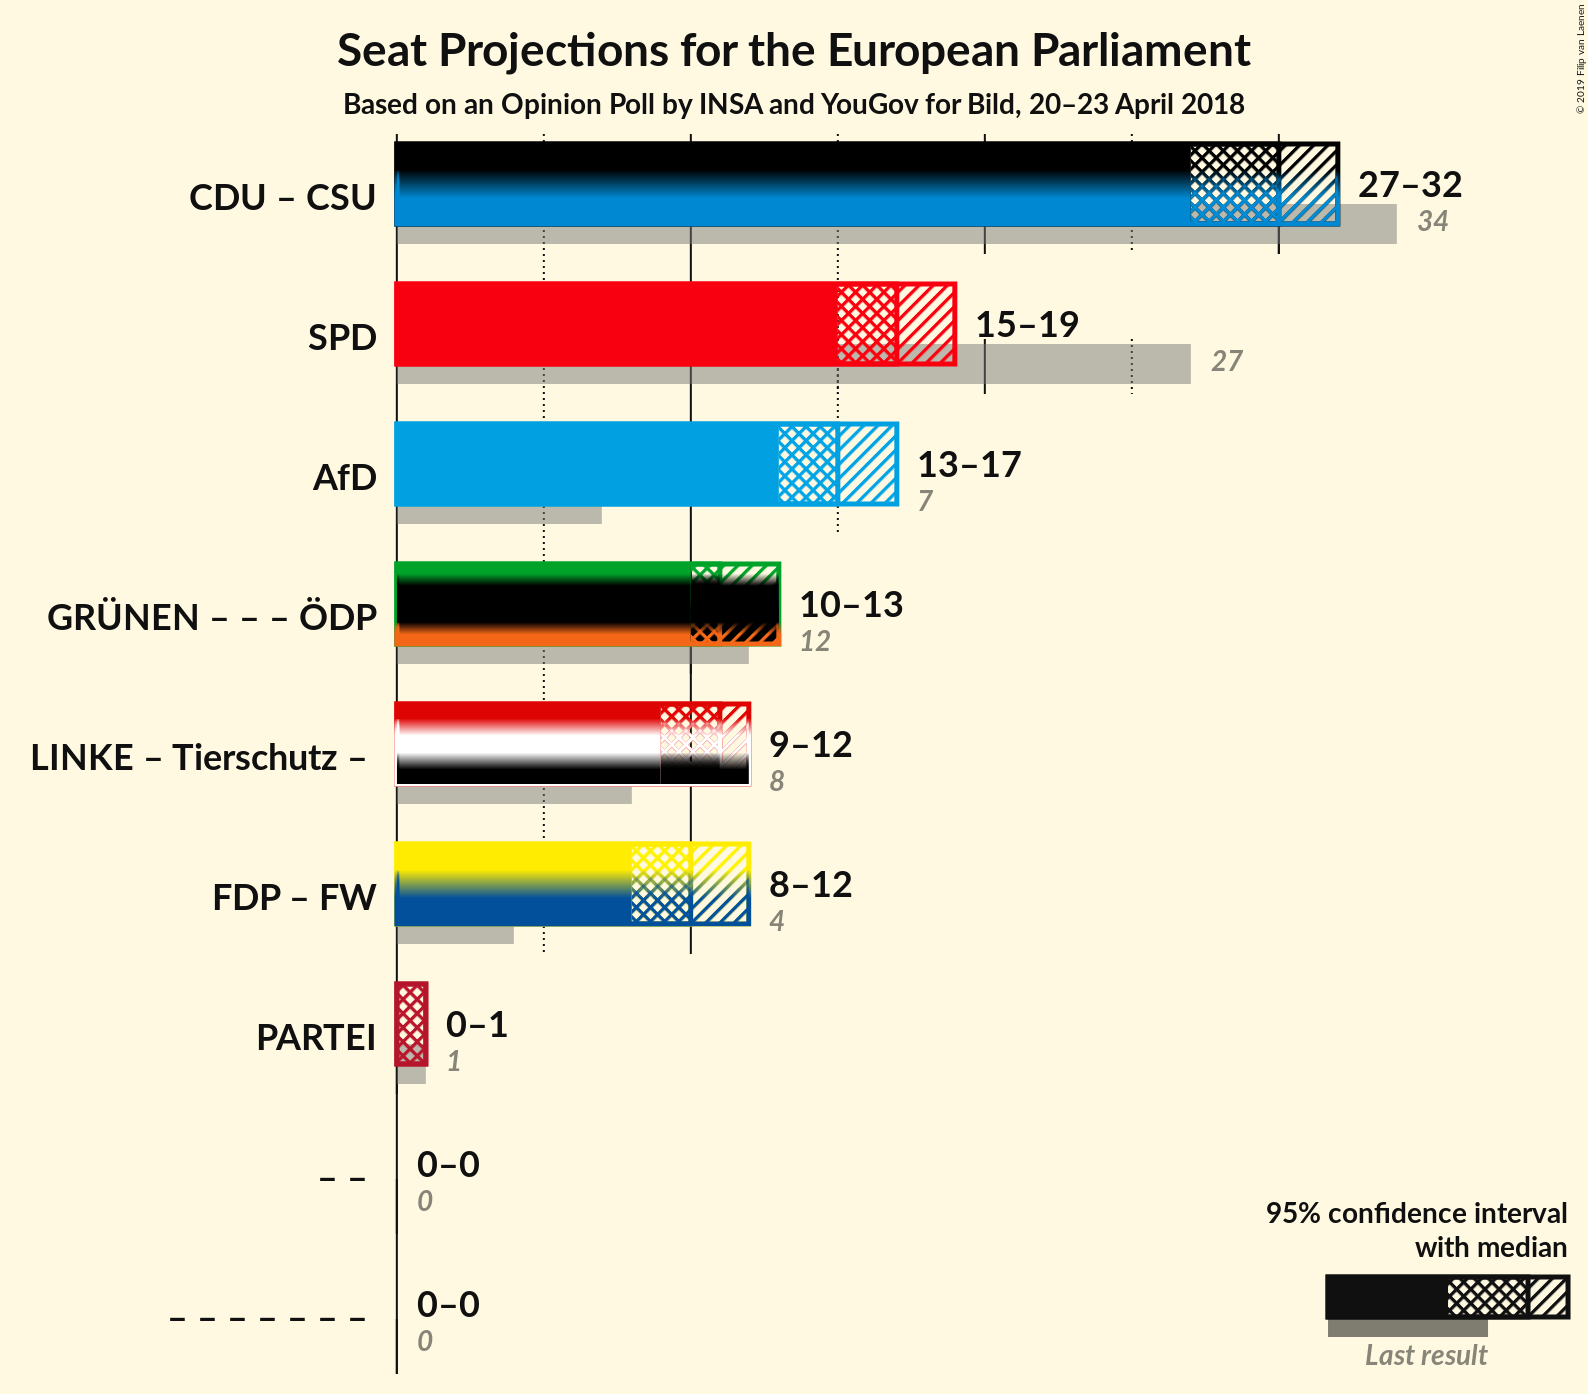 Seat Projections for the European Parliament
Based on an Opinion Poll by INSA and YouGov for Bild, 20–23 April 2018
© 2019 Filip van Laenen
CDU – CSU
27–32
34
SPD
15–19
27
AfD
13–17
7
GRÜNEN – – – ÖDP
10–13
12
LINKE – Tierschutz –
9–12
8
FDP – FW
8–12
4
PARTEI
0–1
1
– –
0–0
0
– – – – – – –
0–0
0
95% confidence interval
with median
Last result